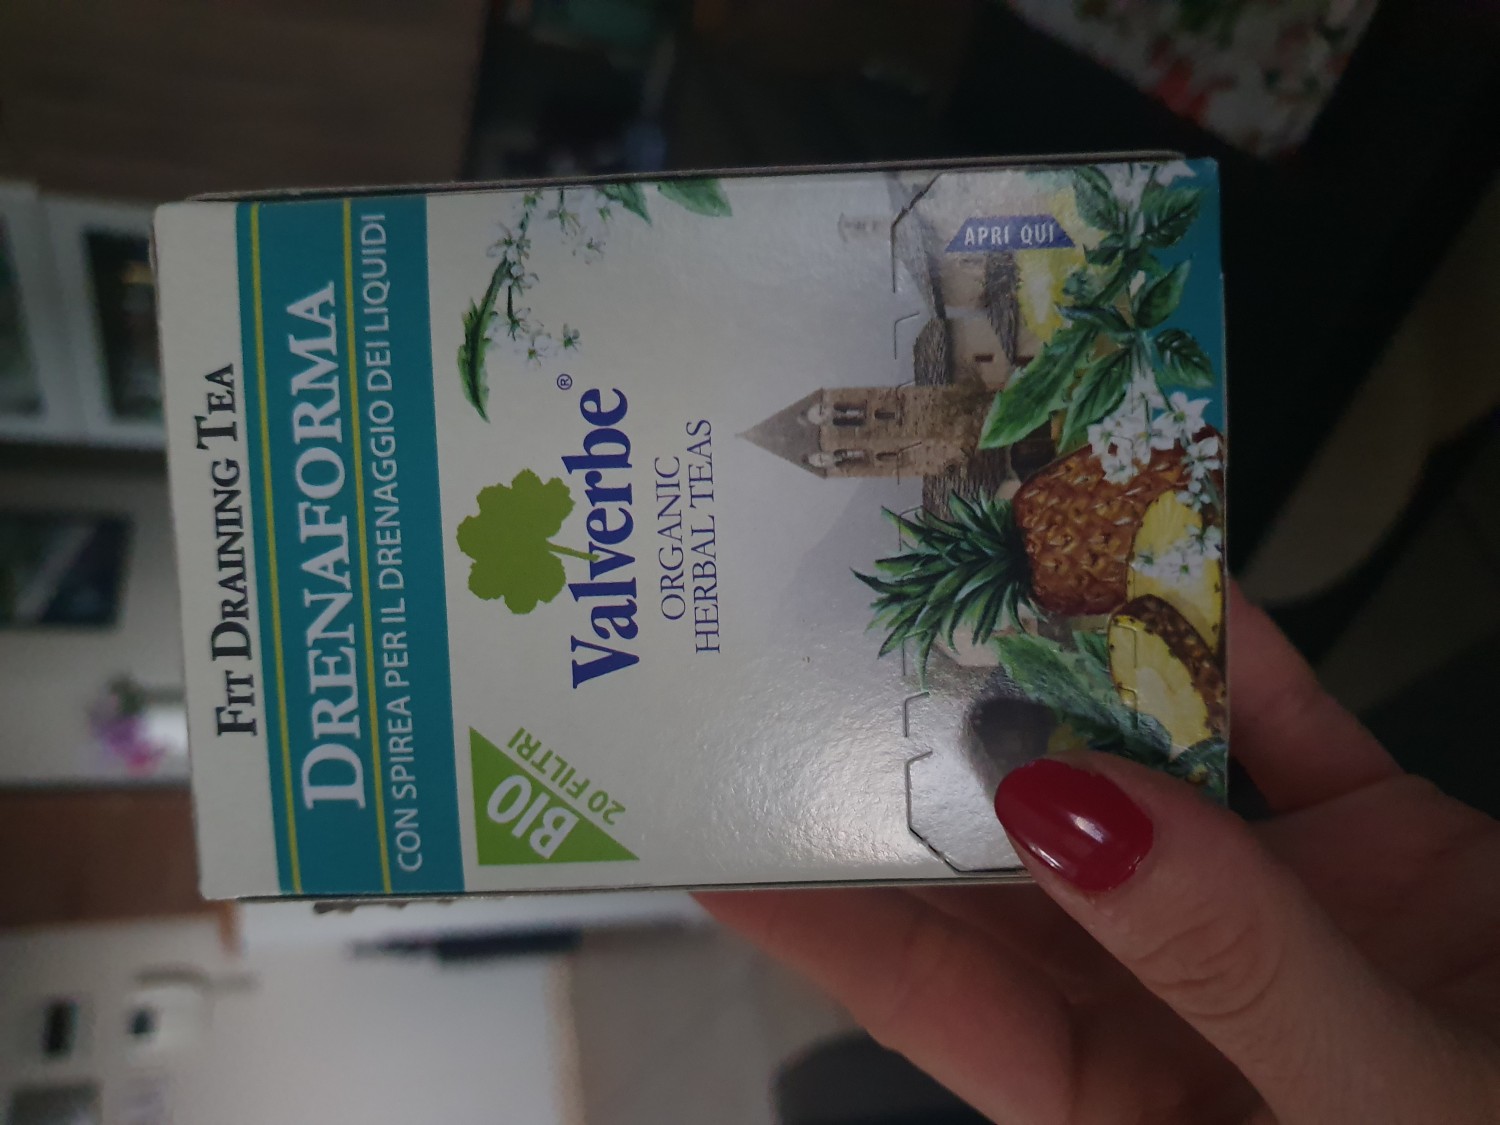 FIT DRAINING TEA
DRENAFORMA
CON SPIREA PER IL DRENAGGIO DEI LIQUIDI
BIO
20 FILTRI
Valverbe®
ORGANIC
HERBAL TEAS
APRI QUI